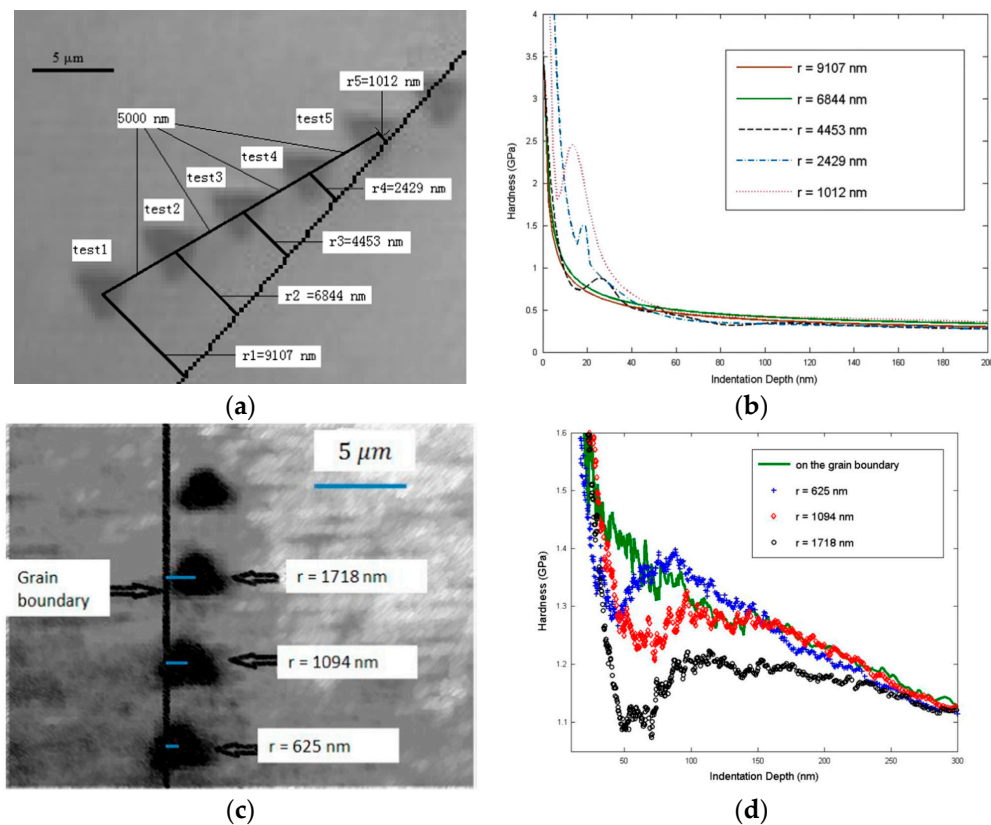 5 μm
r5=1012 nm
5000 nm
test5
test4
test3
r4=2429 nm
test2
r3=4453 nm
test1
r2 =6844 nm
r1=9107 nm
(a)
4
3.5
3
2.5
2
1.5
1
0.5
0
Hardness (GPa)
r = 9107 nm
r = 6844 nm
r = 4453 nm
r = 2429 nm
r = 1012 nm
0 20 40 60 80 100 120 140 160 180 200
Indentation Depth (nm)
(b)
5 μm
Grain
boundary
r = 1718 nm
r = 1094 nm
r = 625 nm
(c)
1.6
1.5
1.4
1.3
1.2
1.1
Hardness (GPa)
on the grain boundary
r = 625 nm
r = 1094 nm
r = 1718 nm
50 100 150 200 250 300
Indentation Depth (nm)
(d)